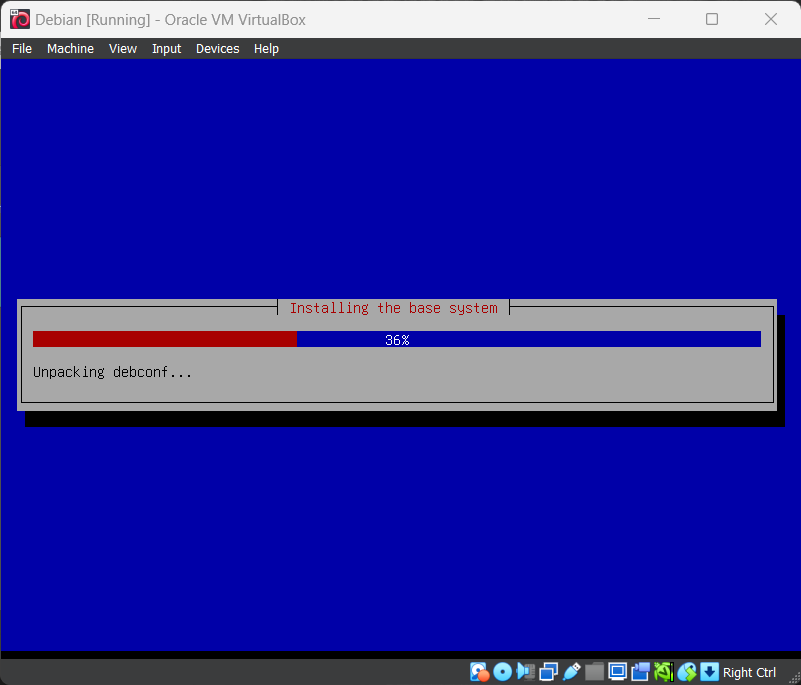 Debian [Running] - Oracle VM VirtualBox
File Machine View Input Devices Help
Installing the base system
36%
Unpacking debconf...
Right Ctrl